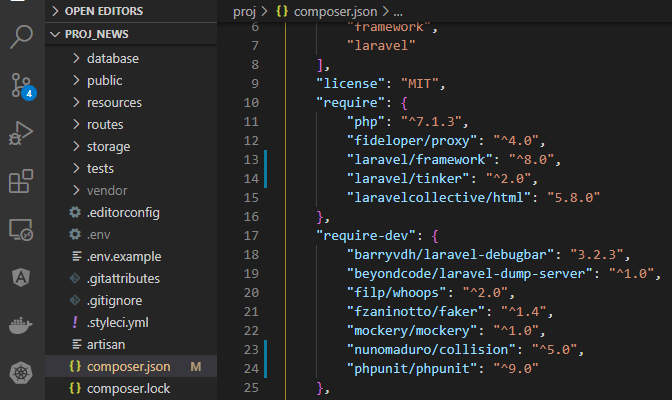 OPEN EDITORS
PROJ_NEWS
database
public
resources
routes
storage
tests
vendor
.editorconfig
.env
.env.example
.gitattributes
.gitignore
.styleci.yml
artisan
composer.json M
composer.lock
4
proj > {} composer.json > ...
6 "framework",
7 "laravel"
8 ],
9 "license": "MIT",
10 "require": {
11 "php": "^7.1.3",
12 "fideloper/proxy": "^4.0",
13 "laravel/framework": "^8.0",
14 "laravel/tinker": "^2.0",
15 "laravelcollective/html": "5.8.0"
16 },
17 "require-dev": {
18 "barryvdh/laravel-debugbar": "3.2.3",
19 "beyondcode/laravel-dump-server": "^1.0",
20 "filp/whoops": "^2.0",
21 "fzaninotto/faker": "^1.4",
22 "mockery/mockery": "^1.0",
23 "nunomaduro/collision": "^5.0",
24 "phpunit/phpunit": "^9.0"
25 },